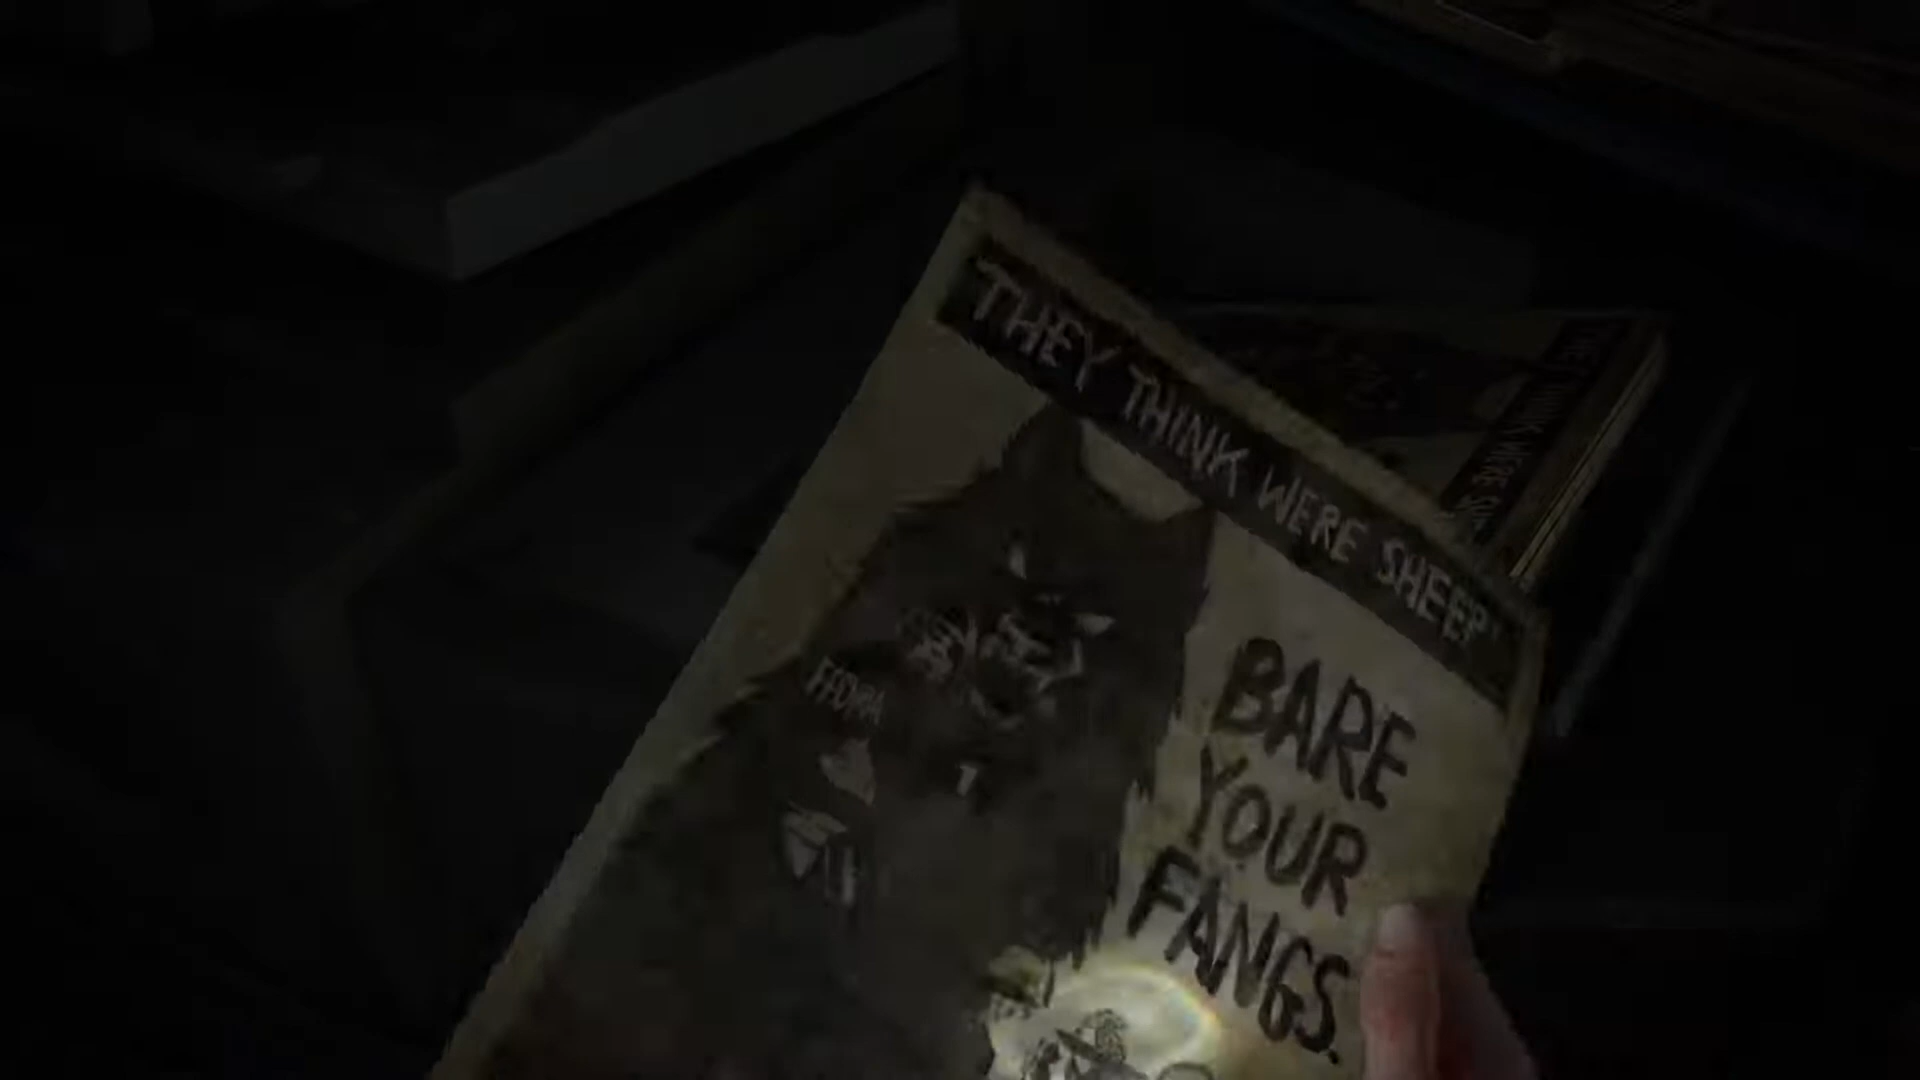 THEY THINK WERE SHEEP
BARE
YOUR
FANGS.
FEDRA